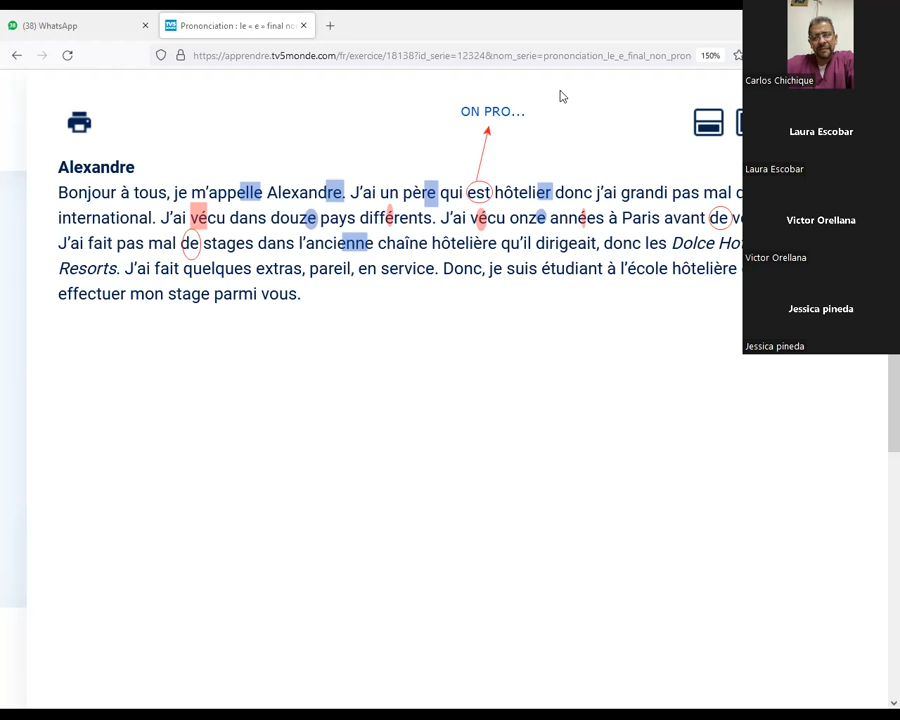 (38) WhatsApp
Prononciation : le « e » final no
https://apprendre.tv5monde.com/fr/exercice/18138?id_serie=12324&nom_serie=prononciation_le_e_final_non_pron
150%
ON PRO...
Alexandre
Bonjour à tous, je m'appelle Alexandre. J'ai un père qui est hôtelier donc j'ai grandi pas mal
international. J'ai vécu dans douze pays différents. J'ai vécu onze années à Paris avant de
J'ai fait pas mal de stages dans l'ancienne chaîne hôtelière qu'il dirigeait, donc les Dolce
Resorts. J'ai fait quelques extras, pareil, en service. Donc, je suis étudiant à l'école hôtelière
effectuer mon stage parmi vous.
Carlos Chichique
Laura Escobar
Laura Escobar
Victor Orellana
Victor Orellana
Jessica pineda
Jessica pineda